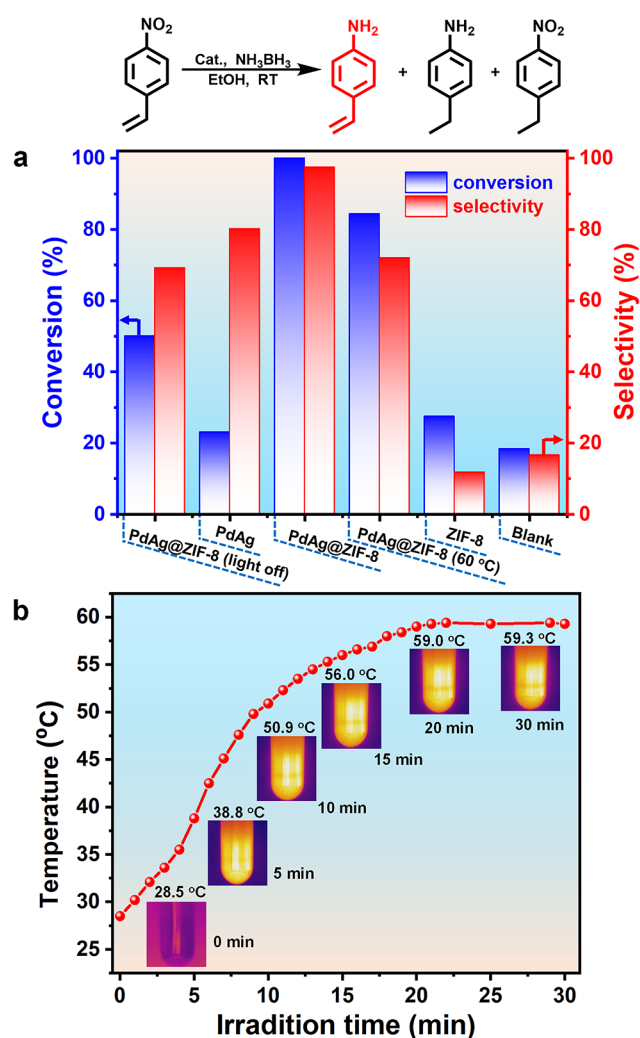 NO₂
NH₂
NH₂
NO₂
Cat., NH₃BH₃
EtOH, RT
+
+
a
Conversion (%)
100
80
60
40
20
0
conversion
selectivity
100
80
60
40
20
0
Selectivity (%)
PdAg@ZIF-8 (light off)
PdAg
PdAg@ZIF-8
PdAg@ZIF-8 (60 °C)
ZIF-8
Blank
b
Temperature (⁰C)
60
55
50
45
40
35
30
25
28.5 °C
0 min
38.8 °C
5 min
50.9 °C
10 min
56.0 °C
15 min
59.0 °C
20 min
59.3 °C
30 min
0
5
10
15
20
25
30
Irradition time (min)